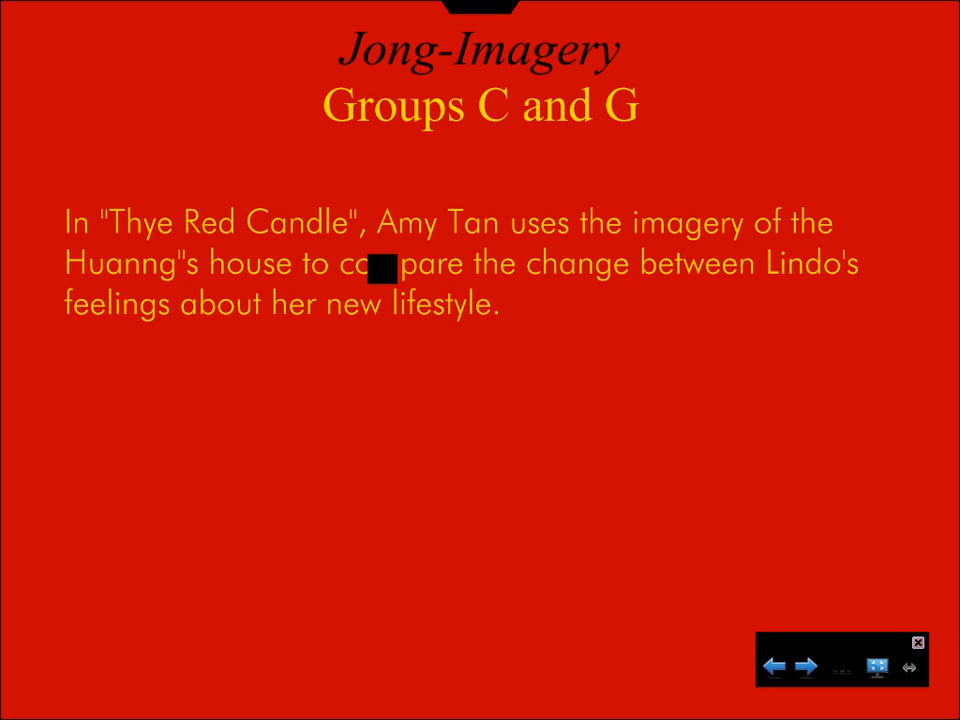 Jong-Imagery
Groups C and G
In "Thye Red Candle", Amy Tan uses the imagery of the
Huanng"s house to co pare the change between Lindo's
feelings about her new lifestyle.